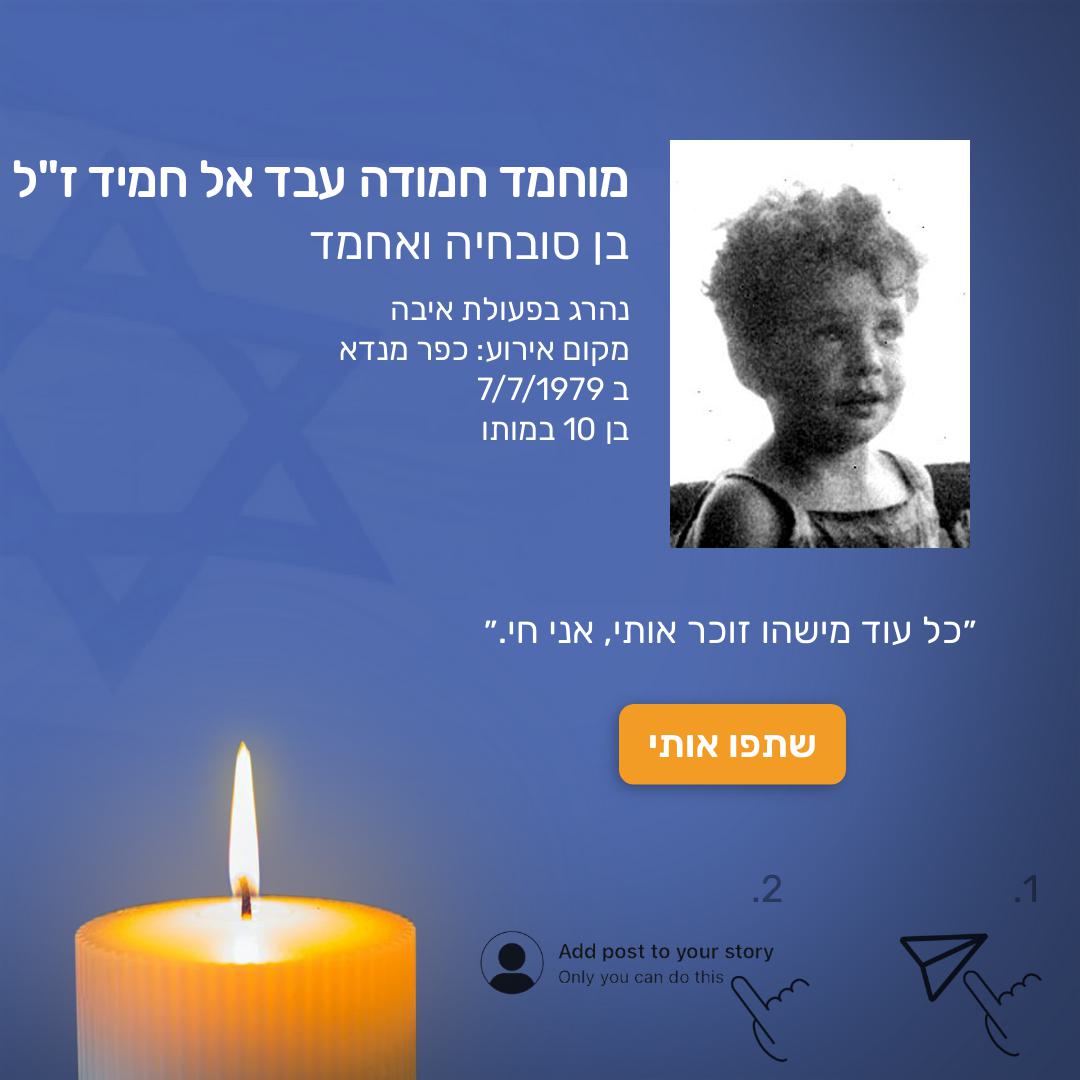 מוחמד חמודה עבד אל חמיד ז"ל
בן סובחיה ואחמד
נהרג בפעולת איבה
מקום אירוע: כפר מנדא
ב 7/7/1979
בן 10 במותו
״כל עוד מישהו זוכר אותי, אני חי.״
שתפו אותי
1.
2.
Add post to your story
Only you can do this